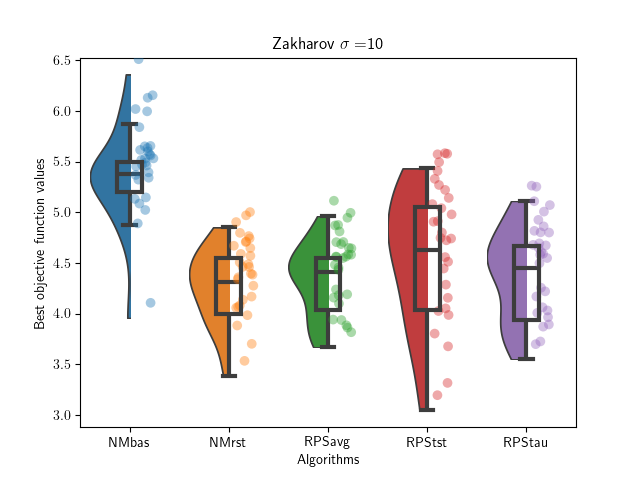 Zakharov σ =10
Best objective function values
6.5
6.0
5.5
5.0
4.5
4.0
3.5
3.0
NMbas NMrst RPSavg RPStst RPStau
Algorithms